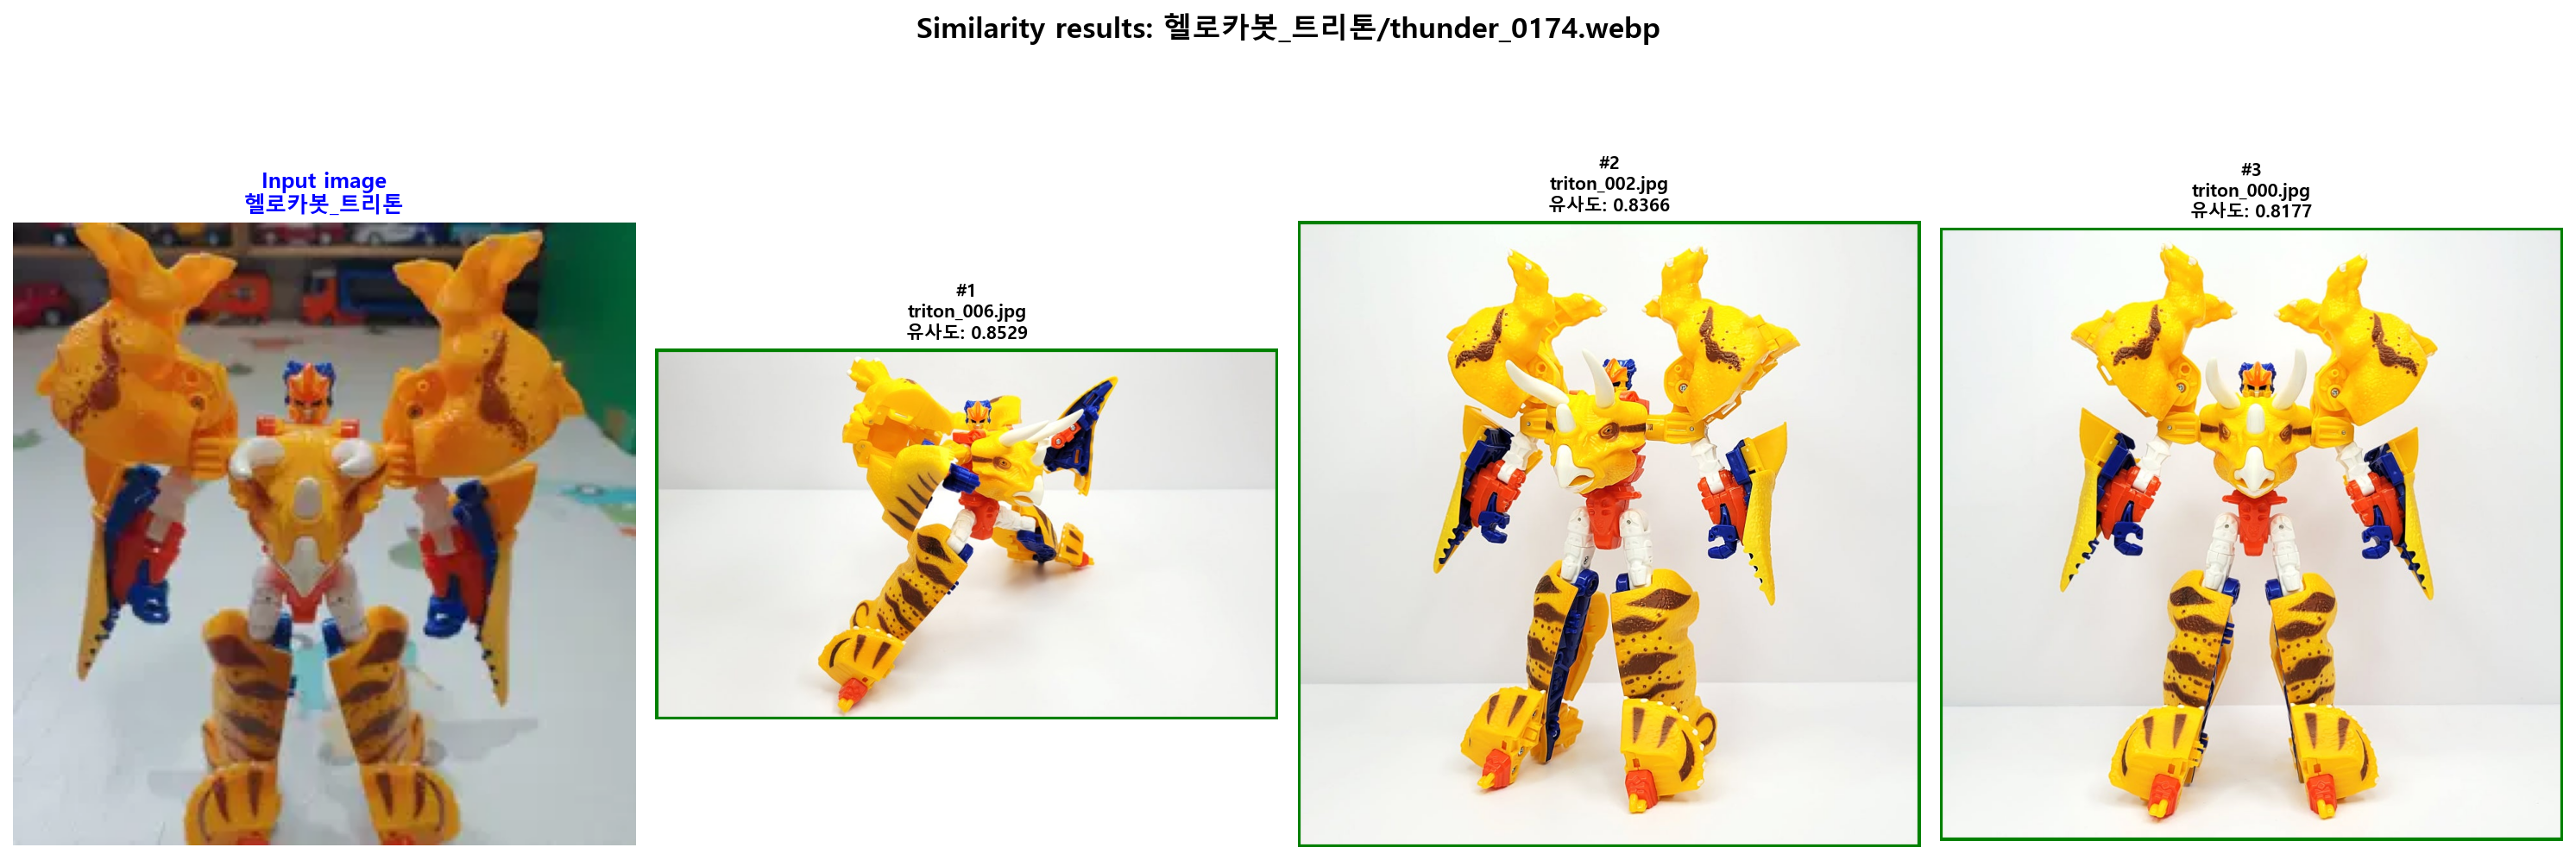 Similarity results: 헬로카봇_트리톤/thunder_0174.webp
Input image
헬로카봇_트리톤
#1
triton_006.jpg
유사도: 0.8529
#2
triton_002.jpg
유사도: 0.8366
#3
triton_000.jpg
유사도: 0.8177